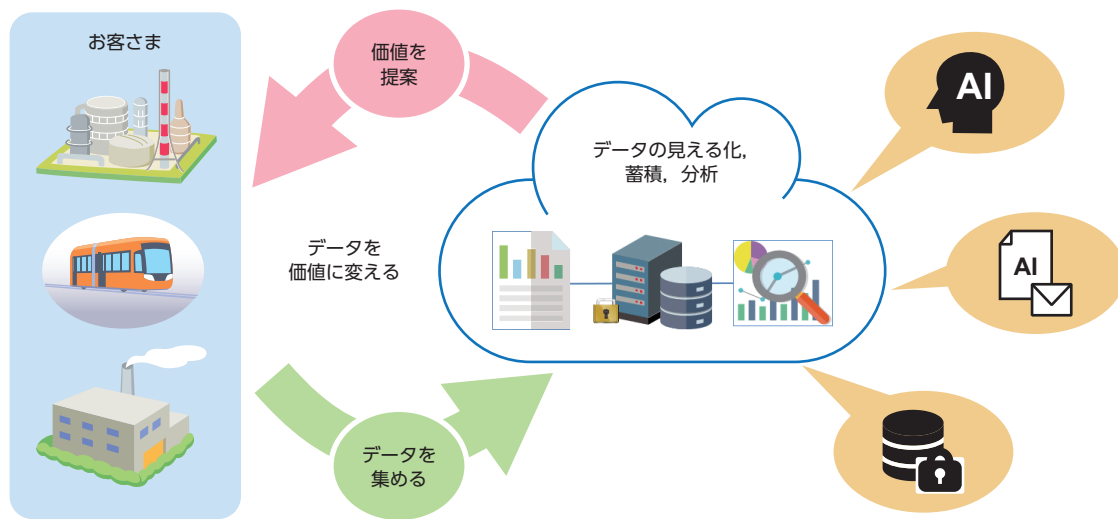 お客さま
価値を
提案
データの見える化，
蓄積，分析
データを
価値に変える
データを
集める
AI
AI